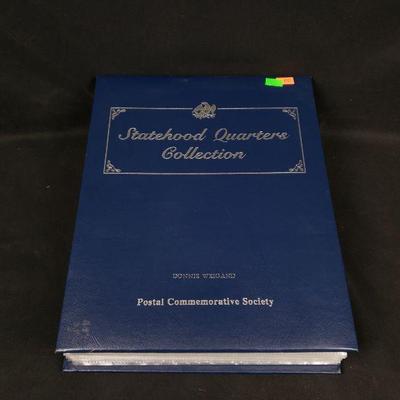 Statehood Quarters
Collection
DONNIE WEIGAND
Postal Commemorative Society